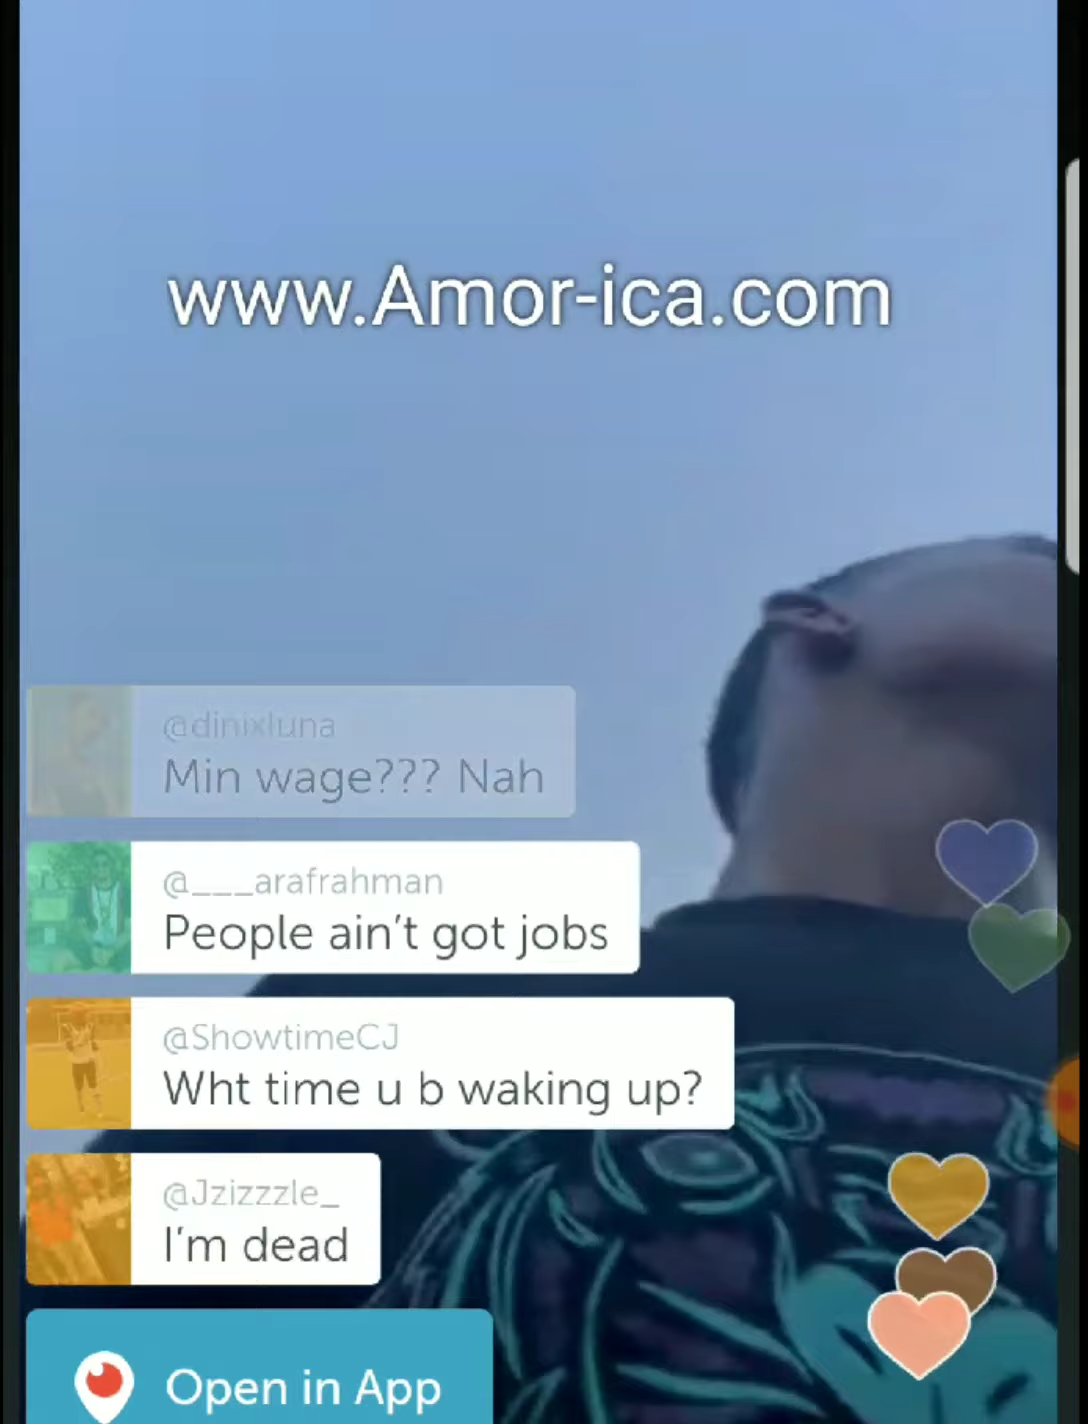 www.Amor-ica.com
@dinixluna
Min wage??? Nah
@___arafrahman
People ain't got jobs
@ShowtimeCJ
Wht time u b waking up?
@Jzizzzle_
I'm dead
Open in App